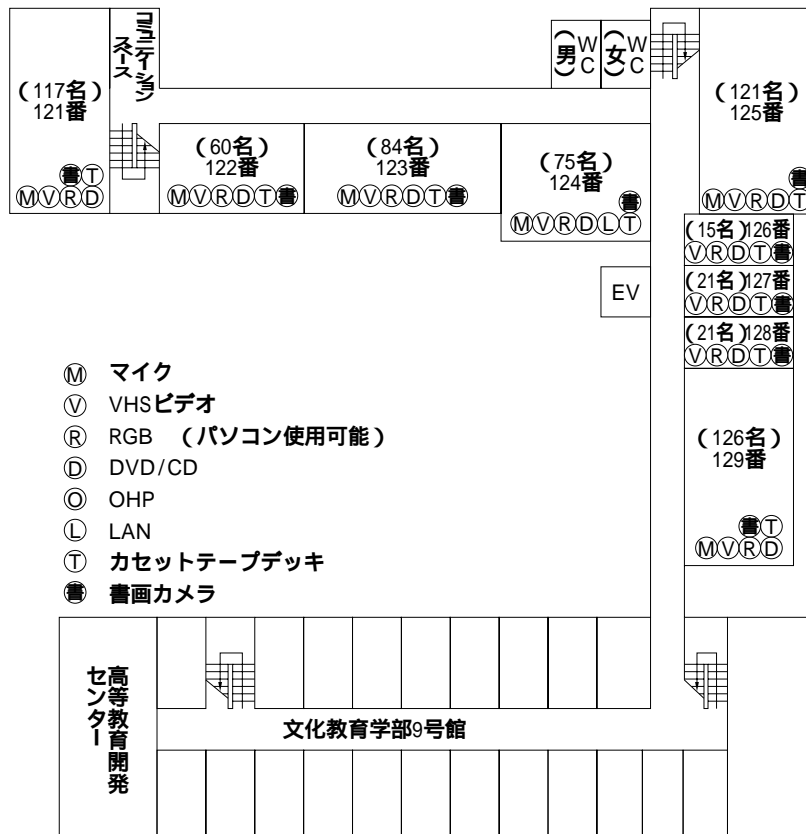 コミュニケーション
スペース
（男）
WC
（女）
WC
（117名）
121番
書Ⓣ
ⓂⓋⓇⒹ
（60名）
122番
ⓂⓋⓇⒹⓉ書
（84名）
123番
ⓂⓋⓇⒹⓉ書
（75名）
124番
書
ⓂⓋⓇⒹⓁⓉ
（121名）
125番
書
ⓂⓋⓇⒹⓉ
（15名）126番
ⓋⓇⒹⓉ書
（21名）127番
ⓋⓇⒹⓉ書
（21名）128番
ⓋⓇⒹⓉ書
EV
（126名）
129番
書Ⓣ
ⓂⓋⓇⒹ
Ⓜ マイク
Ⓥ VHSビデオ
Ⓡ RGB （パソコン使用可能）
Ⓓ DVD/CD
Ⓞ OHP
Ⓛ LAN
Ⓣ カセットテープデッキ
書 書画カメラ
高等教育開発
センター
文化教育学部9号館